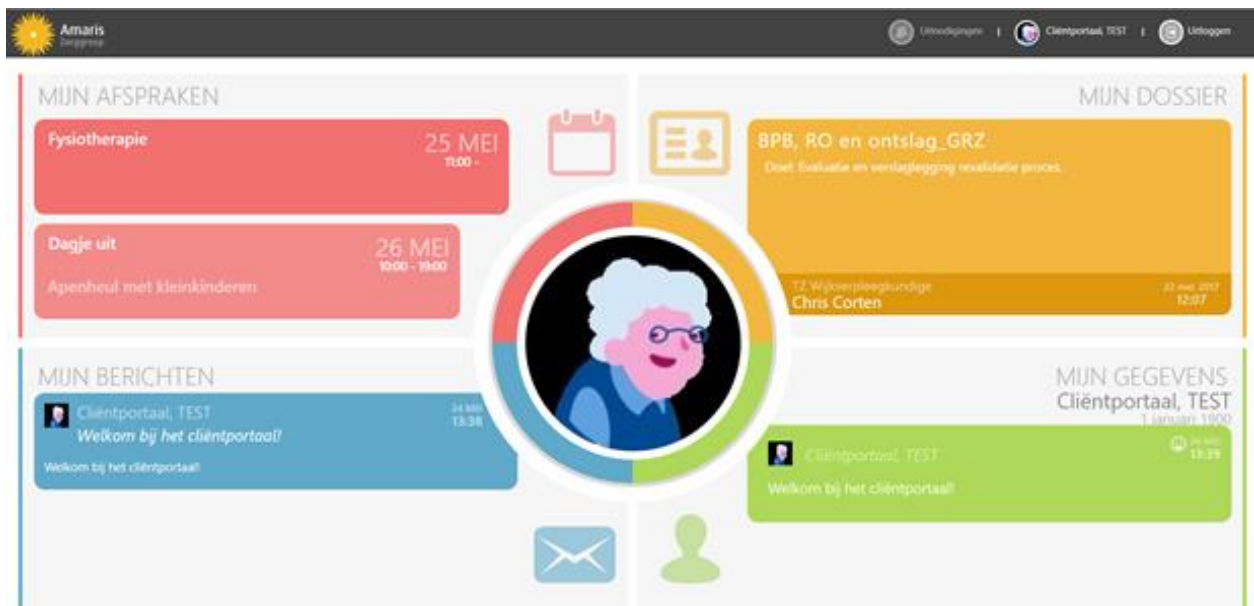 Amaris
Zorggroep
Uitnodigingen | Cliëntportaal, TEST | Uitloggen
MIJN AFSPRAKEN
Fysiotherapie
25 MEI
11:00 -
Dagje uit
26 MEI
10:00 - 19:00
Apenheul met kleinkinderen
MIJN DOSSIER
BPB, RO en ontslag_GRZ
Doel: Evaluatie en verslaglegging revalidatie proces.
TZ Wijkverpleegkundige
Chris Corten
22 mei 2017
12:07
MIJN BERICHTEN
Cliëntportaal, TEST
24 MEI
13:38
Welkom bij het cliëntportaal!
Welkom bij het cliëntportaal!
MIJN GEGEVENS
Cliëntportaal, TEST
1 januari 1900
Cliëntportaal, TEST
13:39
Welkom bij het cliëntportaal!